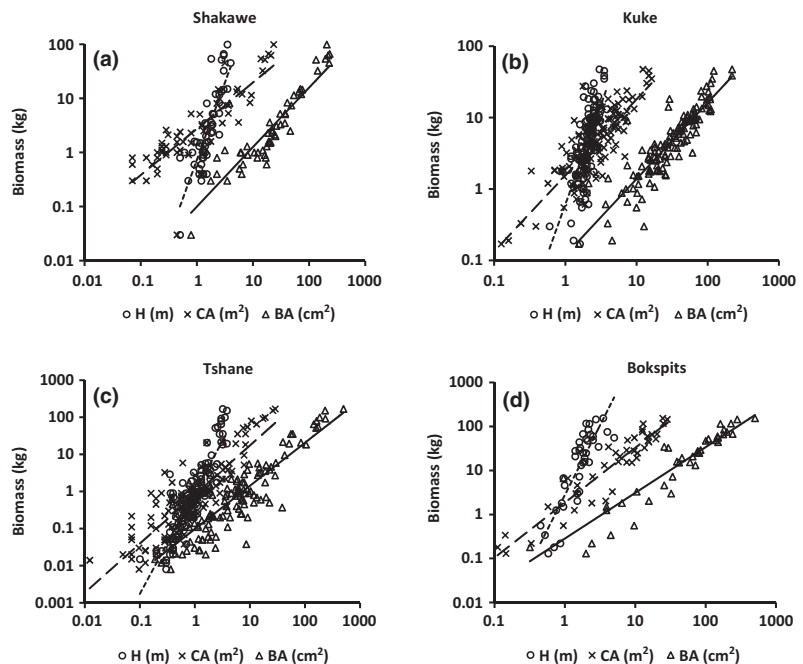 Shakawe
(a)
Biomass (kg)
100
10
1
0.1
0.01
0.01 0.1 1 10 100 1000
o H (m) × CA (m²) △ BA (cm²)
Kuke
(b)
Biomass (kg)
100
10
1
0.1
0.1 1 10 100 1000
o H (m) × CA (m²) △ BA (cm²)
Tshane
(c)
Biomass (kg)
1000
100
10
1
0.1
0.01
0.001
0.01 0.1 1 10 100 1000
o H (m) × CA (m²) △ BA (cm²)
Bokspits
(d)
Biomass (kg)
1000
100
10
1
0.1
0.01
0.1 1 10 100 1000
o H (m) × CA (m²) △ BA (cm²)